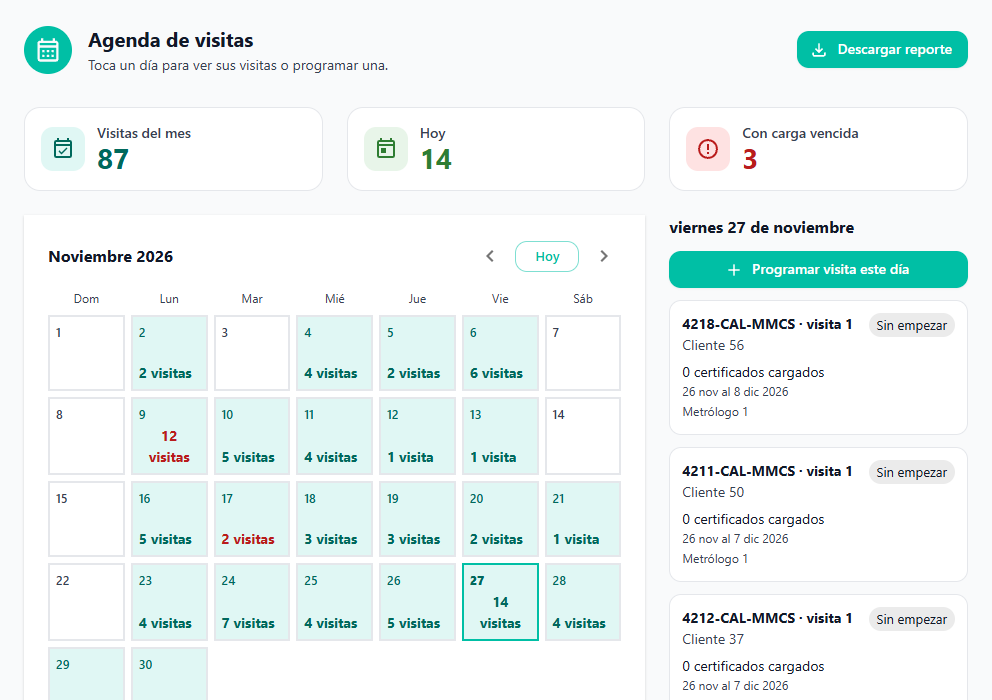 Agenda de visitas
Toca un día para ver sus visitas o programar una.
Descargar reporte
Visitas del mes
87
Hoy
14
Con carga vencida
3
Noviembre 2026
Hoy
Dom Lun Mar Mié Jue Vie Sáb
1 2 3 4 5 6 7
2 visitas 4 visitas 2 visitas 6 visitas
8 9 10 11 12 13 14
12
visitas 5 visitas 4 visitas 1 visita 1 visita
15 16 17 18 19 20 21
5 visitas 2 visitas 3 visitas 3 visitas 2 visitas 1 visita
22 23 24 25 26 27 28
14
4 visitas 7 visitas 4 visitas 5 visitas visitas 4 visitas
29 30
viernes 27 de noviembre
Programar visita este día
4218-CAL-MMCS · visita 1 Sin empezar
Cliente 56
0 certificados cargados
26 nov al 8 dic 2026
Metrólogo 1
4211-CAL-MMCS · visita 1 Sin empezar
Cliente 50
0 certificados cargados
26 nov al 7 dic 2026
Metrólogo 1
4212-CAL-MMCS · visita 1 Sin empezar
Cliente 37
0 certificados cargados
26 nov al 7 dic 2026